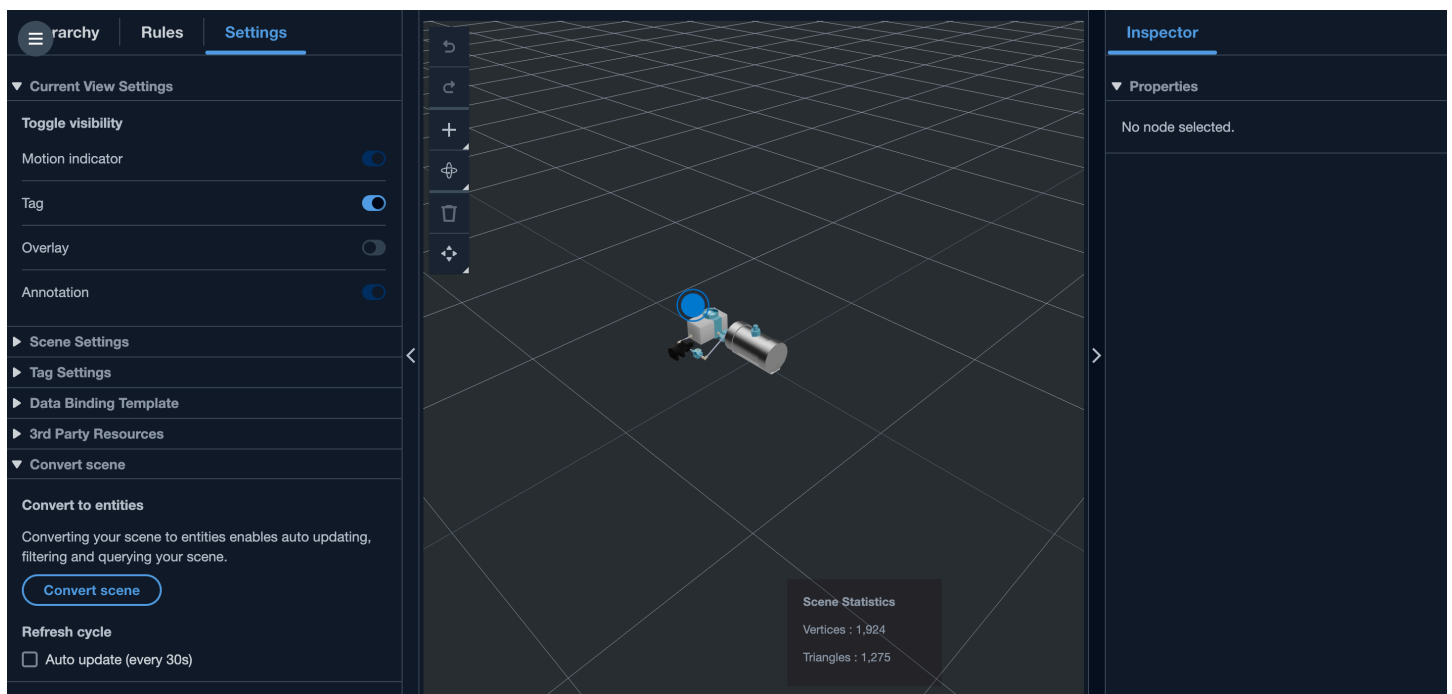 rarchy
Rules
Settings
Current View Settings
Toggle visibility
Motion indicator
Tag
Overlay
Annotation
Scene Settings
Tag Settings
Data Binding Template
3rd Party Resources
Convert scene
Convert to entities
Converting your scene to entities enables auto updating,
filtering and querying your scene.
Convert scene
Refresh cycle
Auto update (every 30s)
Scene Statistics
Vertices : 1,924
Triangles : 1,275
Inspector
Properties
No node selected.